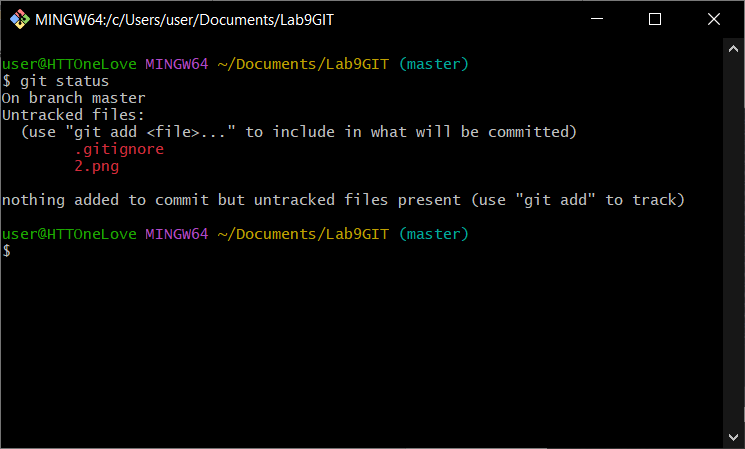 MINGW64:/c/Users/user/Documents/Lab9GIT
user@HTTOneLove MINGW64 ~/Documents/Lab9GIT (master)
$ git status
On branch master
Untracked files:
  (use "git add <file>..." to include in what will be committed)
        .gitignore
        2.png
nothing added to commit but untracked files present (use "git add" to track)
user@HTTOneLove MINGW64 ~/Documents/Lab9GIT (master)
$